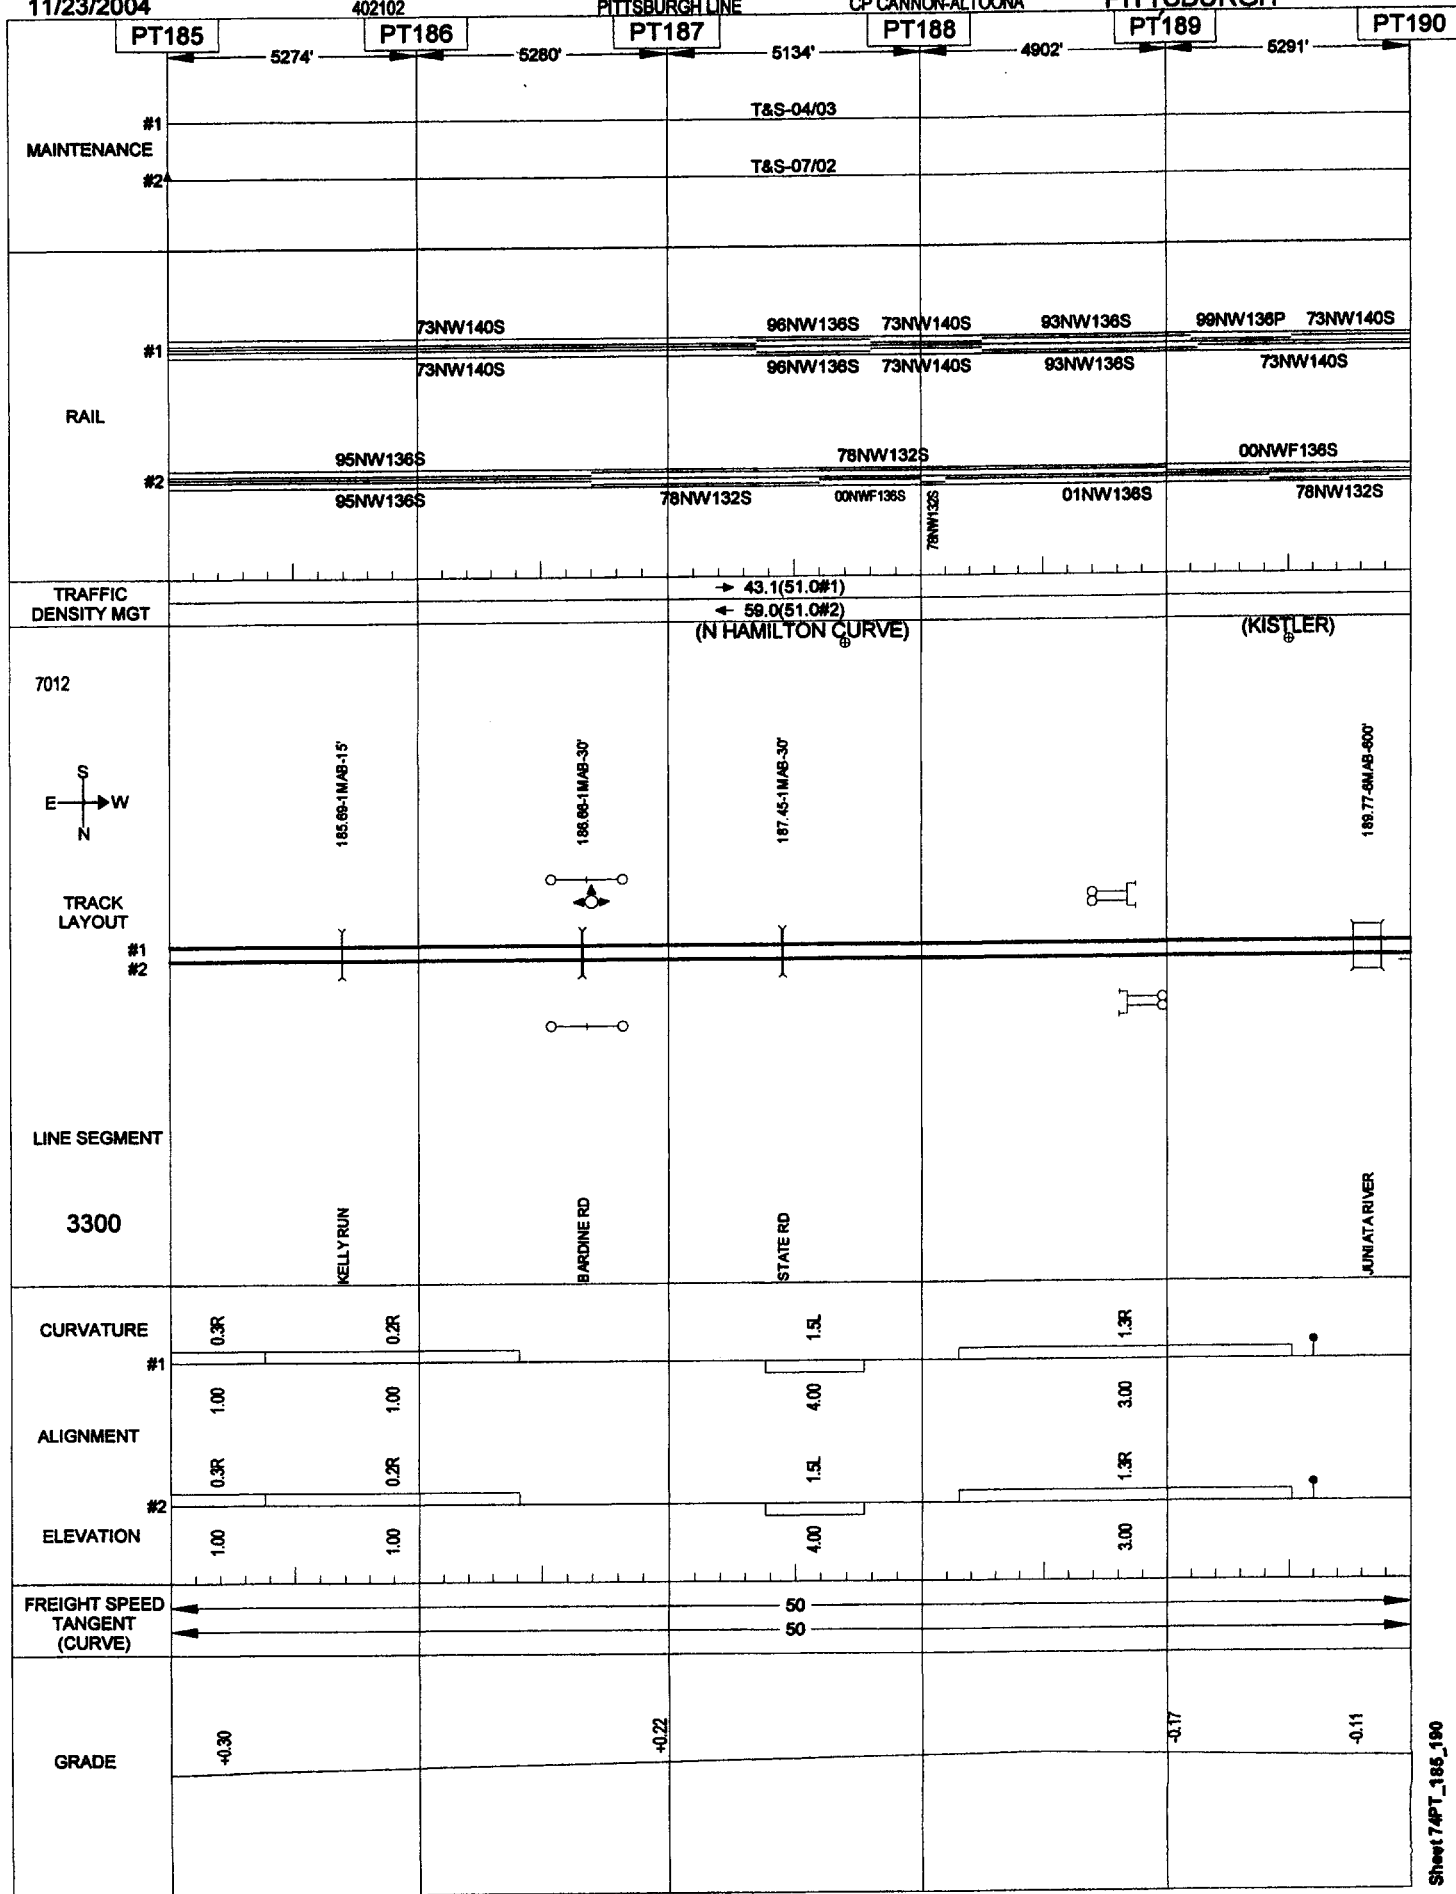 11/23/2004 402102 PITTSBURGH LINE CP CANNON-ALTOONA PITTSBURGH
PT185 PT186 PT187 PT188 PT189 PT190
5274' 5280' 5134' 4902' 5291'
T&S-04/03
#1
MAINTENANCE
T&S-07/02
#2
73NW140S 96NW136S 73NW140S 93NW136S 99NW136P 73NW140S
#1
73NW140S 96NW136S 73NW140S 93NW136S 73NW140S
RAIL
95NW136S 78NW132S 00NWF136S
#2
95NW136S 78NW132S 00NWF136S 78NW132S 01NW136S 78NW132S
TRAFFIC
DENSITY MGT
43.1(51.0#1)
59.0(51.0#2)
(N HAMILTON CURVE) (KISTLER)
7012
185.69-1MAB-15' 186.66-1MAB-30' 187.45-1MAB-30' 189.77-6MAB-600'
S
E W
N
TRACK
LAYOUT
#1
#2
LINE SEGMENT
3300
KELLY RUN BARDINE RD STATE RD JUNIATA RIVER
CURVATURE 0.3R 0.2R 1.5L 1.3R
#1
1.00 1.00 4.00 3.00
ALIGNMENT
0.3R 0.2R 1.5L 1.3R
#2
ELEVATION 1.00 1.00 4.00 3.00
FREIGHT SPEED
TANGENT
(CURVE)
50
50
GRADE +0.30 +0.22 -0.17 -0.11
Sheet 74PT_185_190